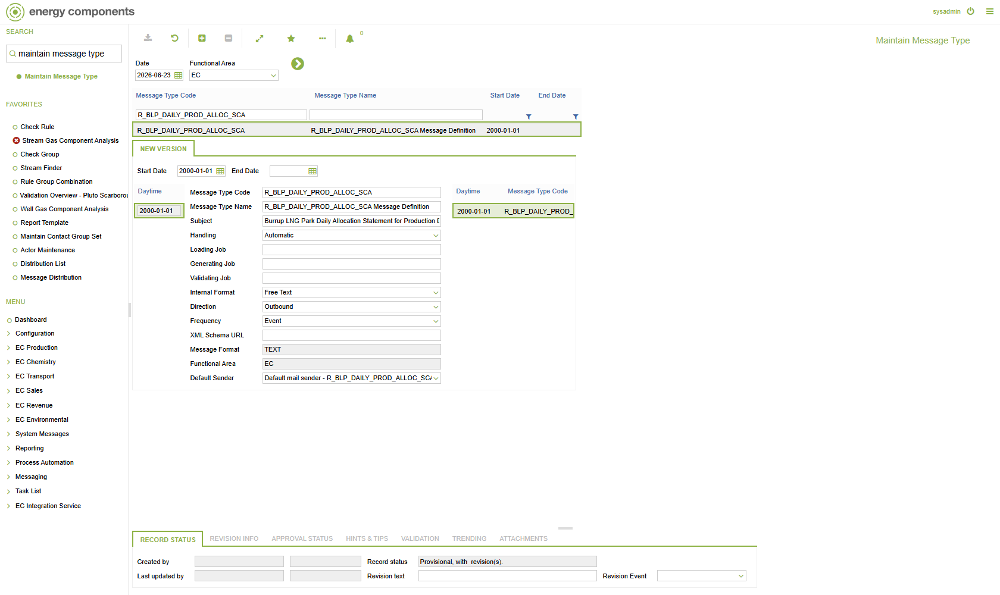 energy components
sysadmin
SEARCH
maintain message type
Maintain Message Type
FAVORITES
Check Rule
Stream Gas Component Analysis
Check Group
Stream Finder
Rule Group Combination
Validation Overview - Pluto Scarborou
Well Gas Component Analysis
Report Template
Maintain Contact Group Set
Actor Maintenance
Distribution List
Message Distribution
MENU
Dashboard
Configuration
EC Production
EC Chemistry
EC Transport
EC Sales
EC Revenue
EC Environmental
System Messages
Reporting
Process Automation
Messaging
Task List
EC Integration Service
0
Maintain Message Type
Date Functional Area
2026-06-23 EC
Message Type Code Message Type Name Start Date End Date
R_BLP_DAILY_PROD_ALLOC_SCA
R_BLP_DAILY_PROD_ALLOC_SCA R_BLP_DAILY_PROD_ALLOC_SCA Message Definition 2000-01-01
NEW VERSION
Start Date 2000-01-01 End Date
Daytime
2000-01-01
Message Type Code R_BLP_DAILY_PROD_ALLOC_SCA
Message Type Name R_BLP_DAILY_PROD_ALLOC_SCA Message Definition
Subject Burrup LNG Park Daily Allocation Statement for Production D
Handling Automatic
Loading Job
Generating Job
Validating Job
Internal Format Free Text
Direction Outbound
Frequency Event
XML Schema URL
Message Format TEXT
Functional Area EC
Default Sender Default mail sender - R_BLP_DAILY_PROD_ALLOC_SCA
Daytime Message Type Code
2000-01-01 R_BLP_DAILY_PROD_
RECORD STATUS REVISION INFO APPROVAL STATUS HINTS & TIPS VALIDATION TRENDING ATTACHMENTS
Created by Record status Provisional, with revision(s).
Last updated by Revision text Revision Event